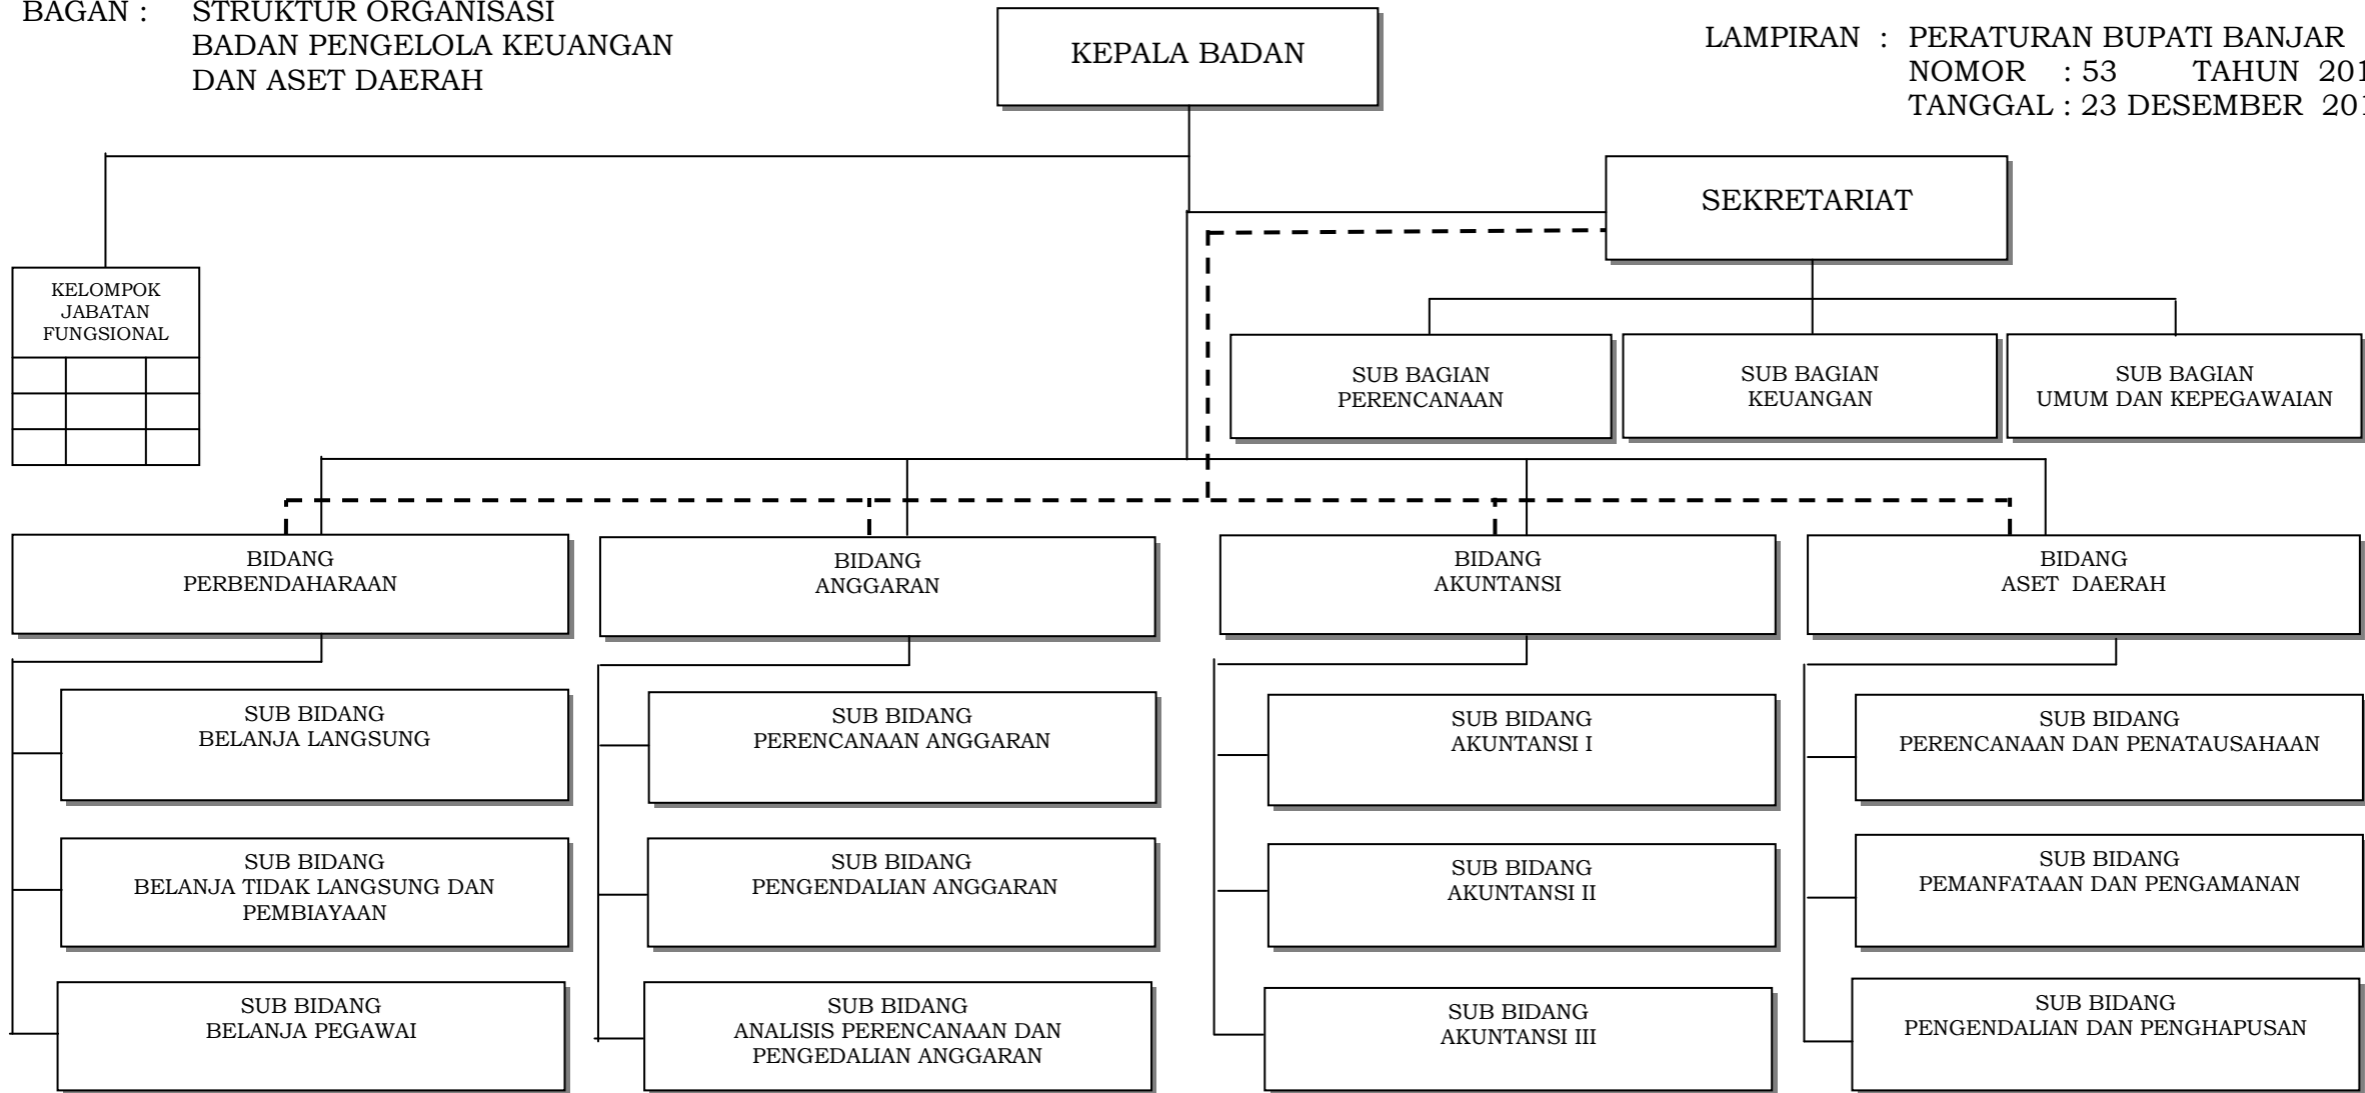 BAGAN : STRUKTUR ORGANISASI
BADAN PENGELOLA KEUANGAN
DAN ASET DAERAH
KEPALA BADAN
LAMPIRAN : PERATURAN BUPATI BANJAR
NOMOR : 53 TAHUN 201
TANGGAL : 23 DESEMBER 201
SEKRETARIAT
KELOMPOK
JABATAN
FUNGSIONAL
SUB BAGIAN
PERENCANAAN
SUB BAGIAN
KEUANGAN
SUB BAGIAN
UMUM DAN KEPEGAWAIAN
BIDANG
PERBENDAHARAAN
BIDANG
ANGGARAN
BIDANG
AKUNTANSI
BIDANG
ASET DAERAH
SUB BIDANG
BELANJA LANGSUNG
SUB BIDANG
PERENCANAAN ANGGARAN
SUB BIDANG
AKUNTANSI I
SUB BIDANG
PERENCANAAN DAN PENATAUSAHAAN
SUB BIDANG
BELANJA TIDAK LANGSUNG DAN
PEMBIAYAAN
SUB BIDANG
PENGENDALIAN ANGGARAN
SUB BIDANG
AKUNTANSI II
SUB BIDANG
PEMANFATAAN DAN PENGAMANAN
SUB BIDANG
BELANJA PEGAWAI
SUB BIDANG
ANALISIS PERENCANAAN DAN
PENGEDALIAN ANGGARAN
SUB BIDANG
AKUNTANSI III
SUB BIDANG
PENGENDALIAN DAN PENGHAPUSAN